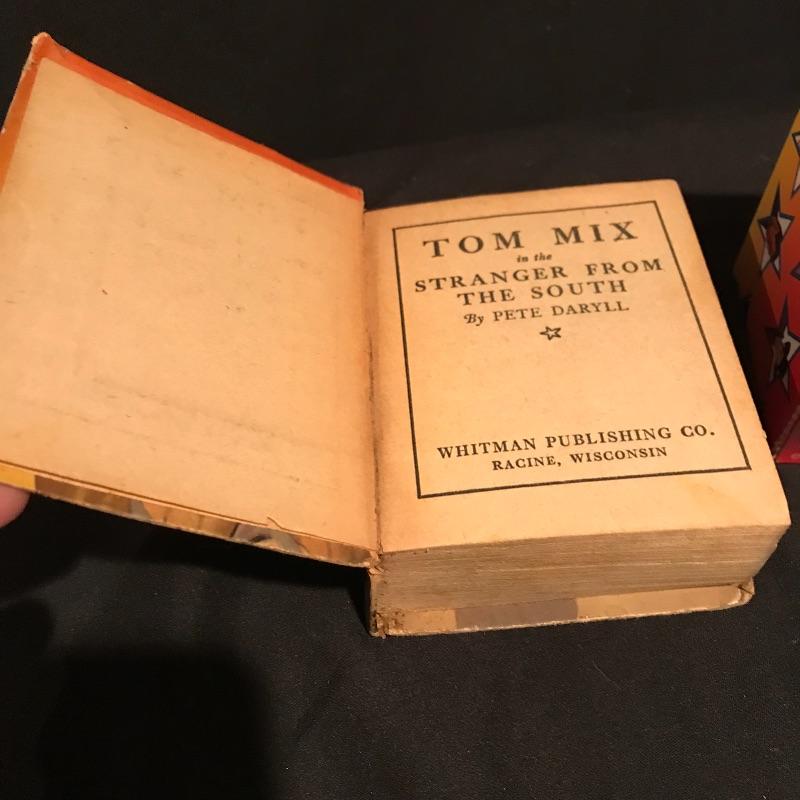 TOM MIX
in the
STRANGER FROM
THE SOUTH
By PETE DARYLL
WHITMAN PUBLISHING CO.
RACINE, WISCONSIN